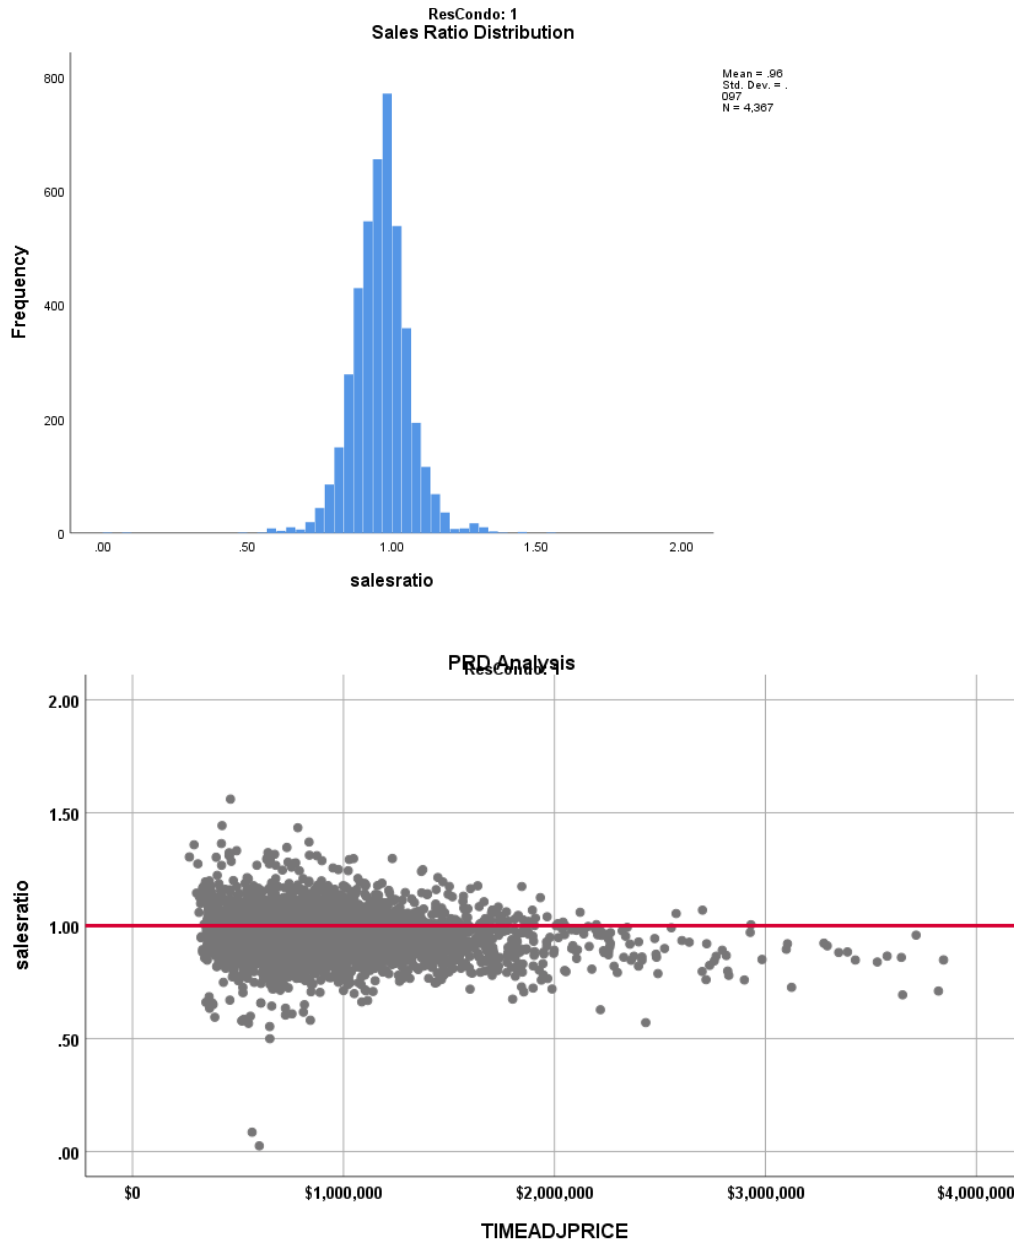 ResCondo: 1
Sales Ratio Distribution
Mean = .96
Std. Dev. = .
097
N = 4,367
800
600
400
200
0
Frequency
.00
.50
1.00
1.50
2.00
salesratio
PRD Analysis
ResCondo: 1
2.00
1.50
1.00
.50
.00
salesratio
$0
$1,000,000
$2,000,000
$3,000,000
$4,000,000
TIMEADJPRICE